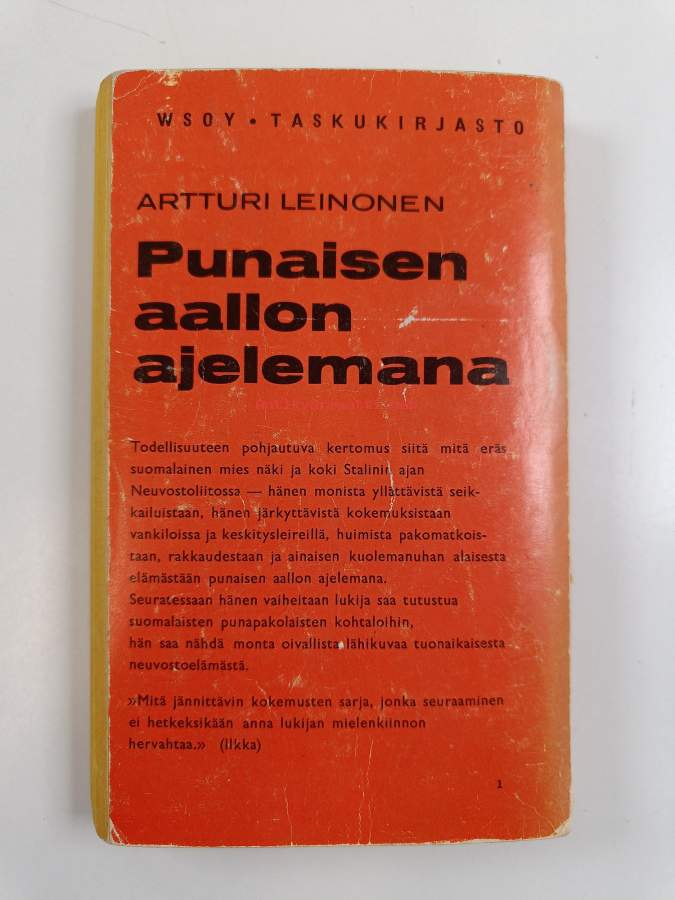 WSOY • TASKUKIRJASTO
ARTTURI LEINONEN
Punaisen
aallon
ajelemana
Todellisuuteen pohjautuva kertomus siitä mitä eräs
suomalainen mies näki ja koki Stalinin ajan
Neuvostoliitossa — hänen monista yllättävistä seik-
kailuistaan, hänen järkyttävistä kokemuksistaan
vankiloissa ja keskitysleireillä, huimista pakomatkois-
taan, rakkaudestaan ja ainaisen kuolemanuhan alaisesta
elämästään punaisen aallon ajelemana.
Seuratessaan hänen vaiheitaan lukija saa tutustua
suomalaisten punapakolaisten kohtaloihin,
hän saa nähdä monta oivallista lähikuvaa tuonaikaisesta
neuvostoelämästä.
»Mitä jännittävin kokemusten sarja, jonka seuraaminen
ei hetkeksikään anna lukijan mielenkiinnon
hervahtaa.» (Ilkka)
1